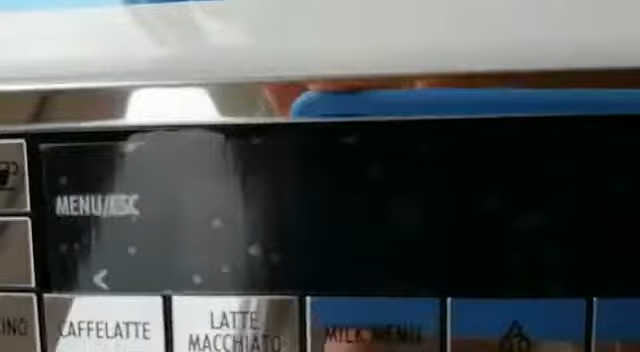 MENU/ESC
<
CAFFELATTE
LATTE
MACCHIATO
MILK MENU